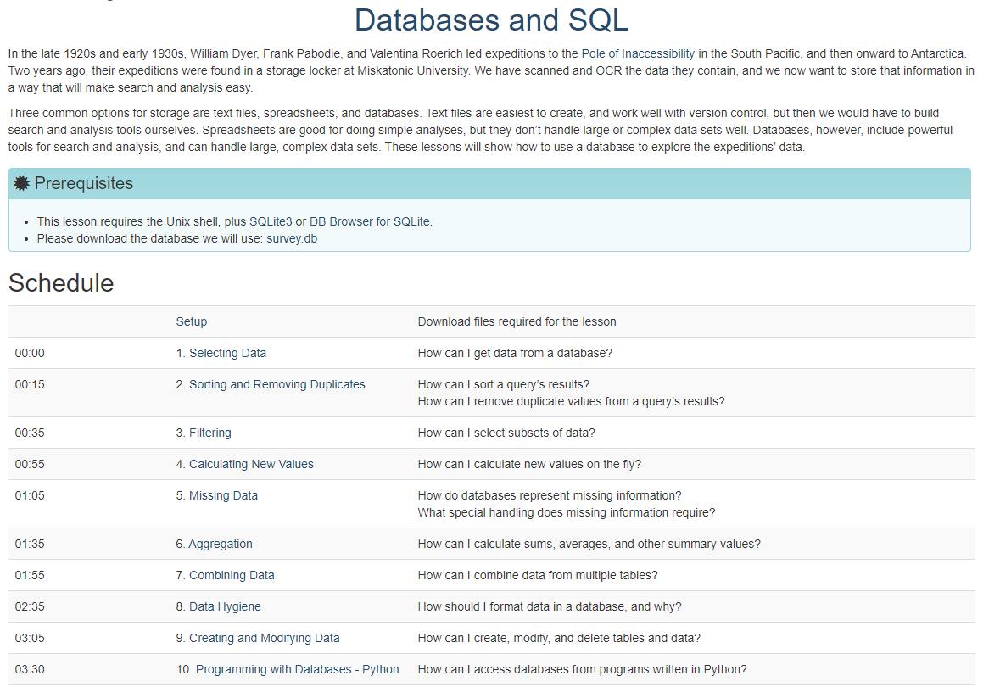 Databases and SQL
In the late 1920s and early 1930s, William Dyer, Frank Pabodie, and Valentina Roerich led expeditions to the Pole of Inaccessibility in the South Pacific, and then onward to Antarctica.
Two years ago, their expeditions were found in a storage locker at Miskatonic University. We have scanned and OCR the data they contain, and we now want to store that information in
a way that will make search and analysis easy.
Three common options for storage are text files, spreadsheets, and databases. Text files are easiest to create, and work well with version control, but then we would have to build
search and analysis tools ourselves. Spreadsheets are good for doing simple analyses, but they don’t handle large or complex data sets well. Databases, however, include powerful
tools for search and analysis, and can handle large, complex data sets. These lessons will show how to use a database to explore the expeditions’ data.
Prerequisites
• This lesson requires the Unix shell, plus SQLite3 or DB Browser for SQLite.
• Please download the database we will use: survey.db
Schedule
Setup Download files required for the lesson
00:00 1. Selecting Data How can I get data from a database?
00:15 2. Sorting and Removing Duplicates How can I sort a query’s results?
How can I remove duplicate values from a query’s results?
00:35 3. Filtering How can I select subsets of data?
00:55 4. Calculating New Values How can I calculate new values on the fly?
01:05 5. Missing Data How do databases represent missing information?
What special handling does missing information require?
01:35 6. Aggregation How can I calculate sums, averages, and other summary values?
01:55 7. Combining Data How can I combine data from multiple tables?
02:35 8. Data Hygiene How should I format data in a database, and why?
03:05 9. Creating and Modifying Data How can I create, modify, and delete tables and data?
03:30 10. Programming with Databases - Python How can I access databases from programs written in Python?